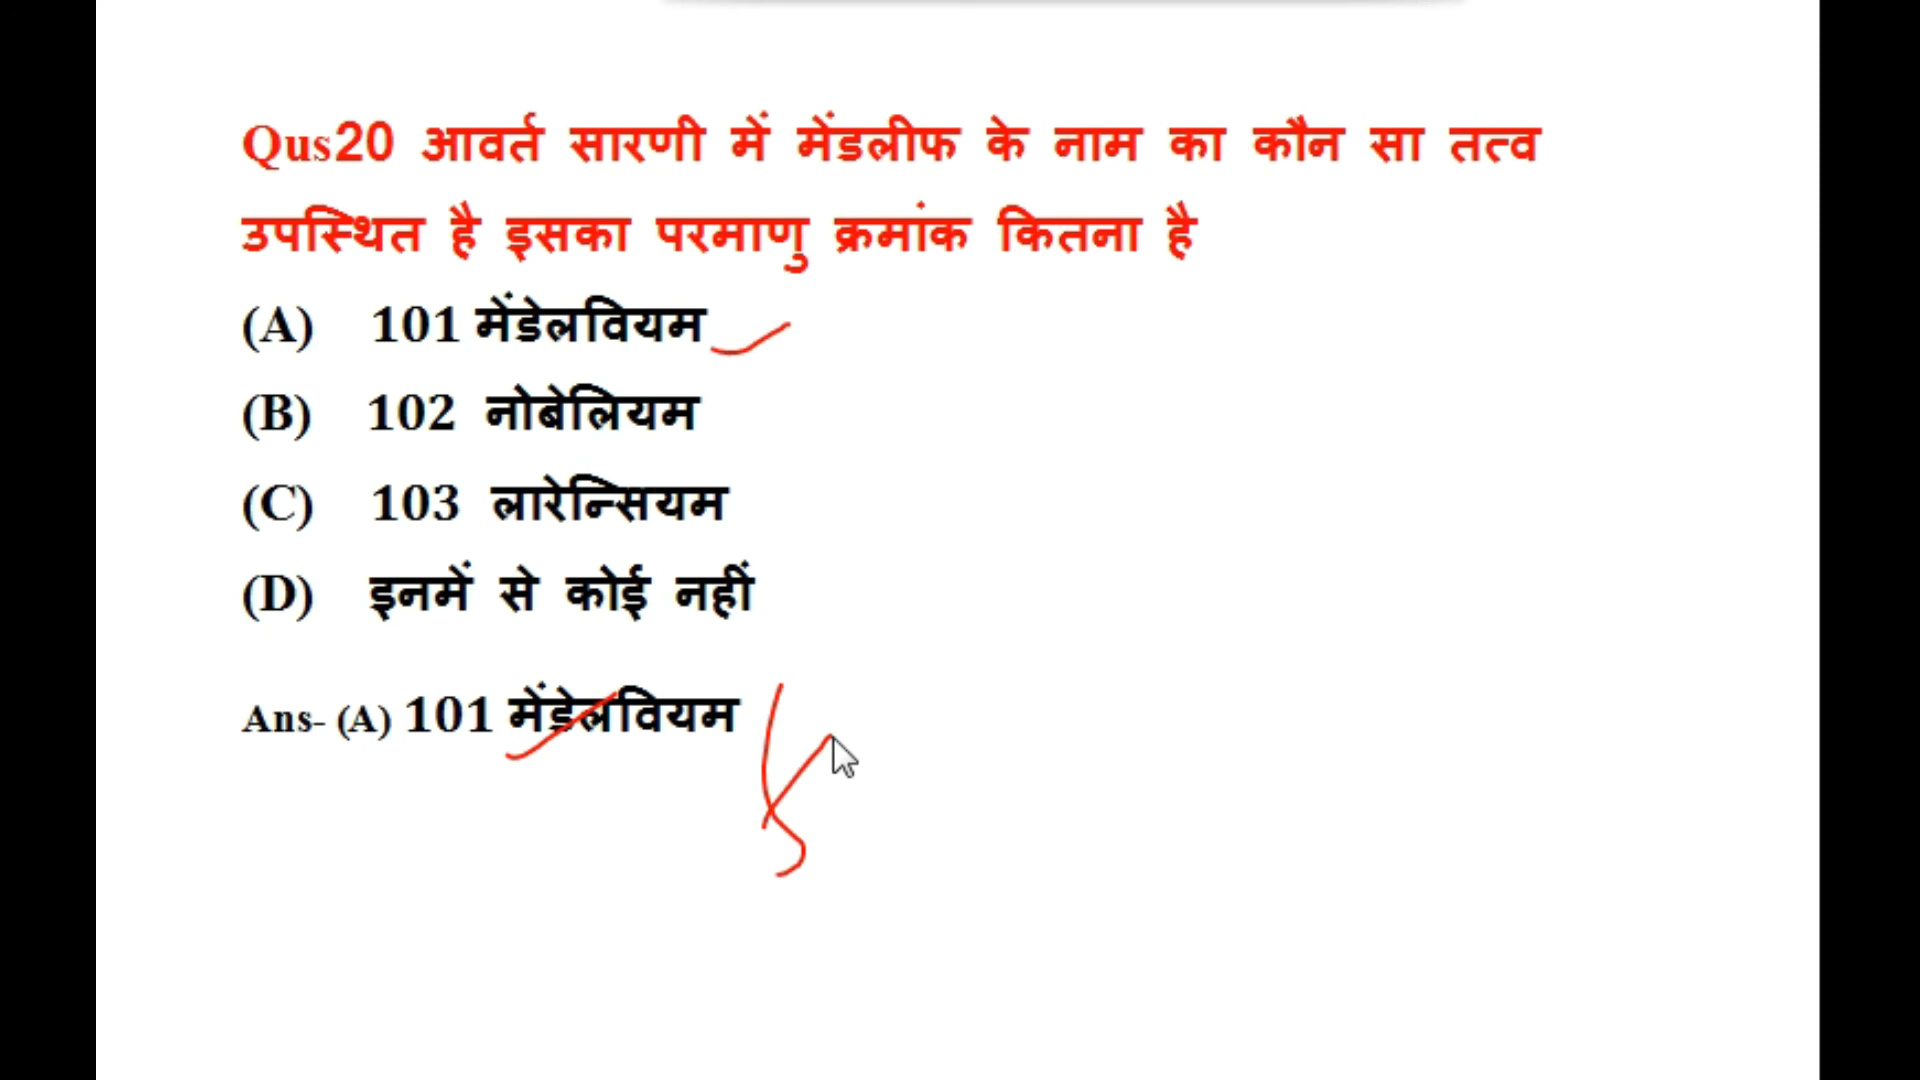 Qus20 आवर्त सारणी में मेंडलीफ के नाम का कौन सा तत्व
उपस्थित है इसका परमाणु क्रमांक कितना है
(A) 101 मेंडेलवियम
(B) 102 नोबेलियम
(C) 103 लारेन्सियम
(D) इनमें से कोई नहीं
Ans- (A) 101 मेंडेलवियम